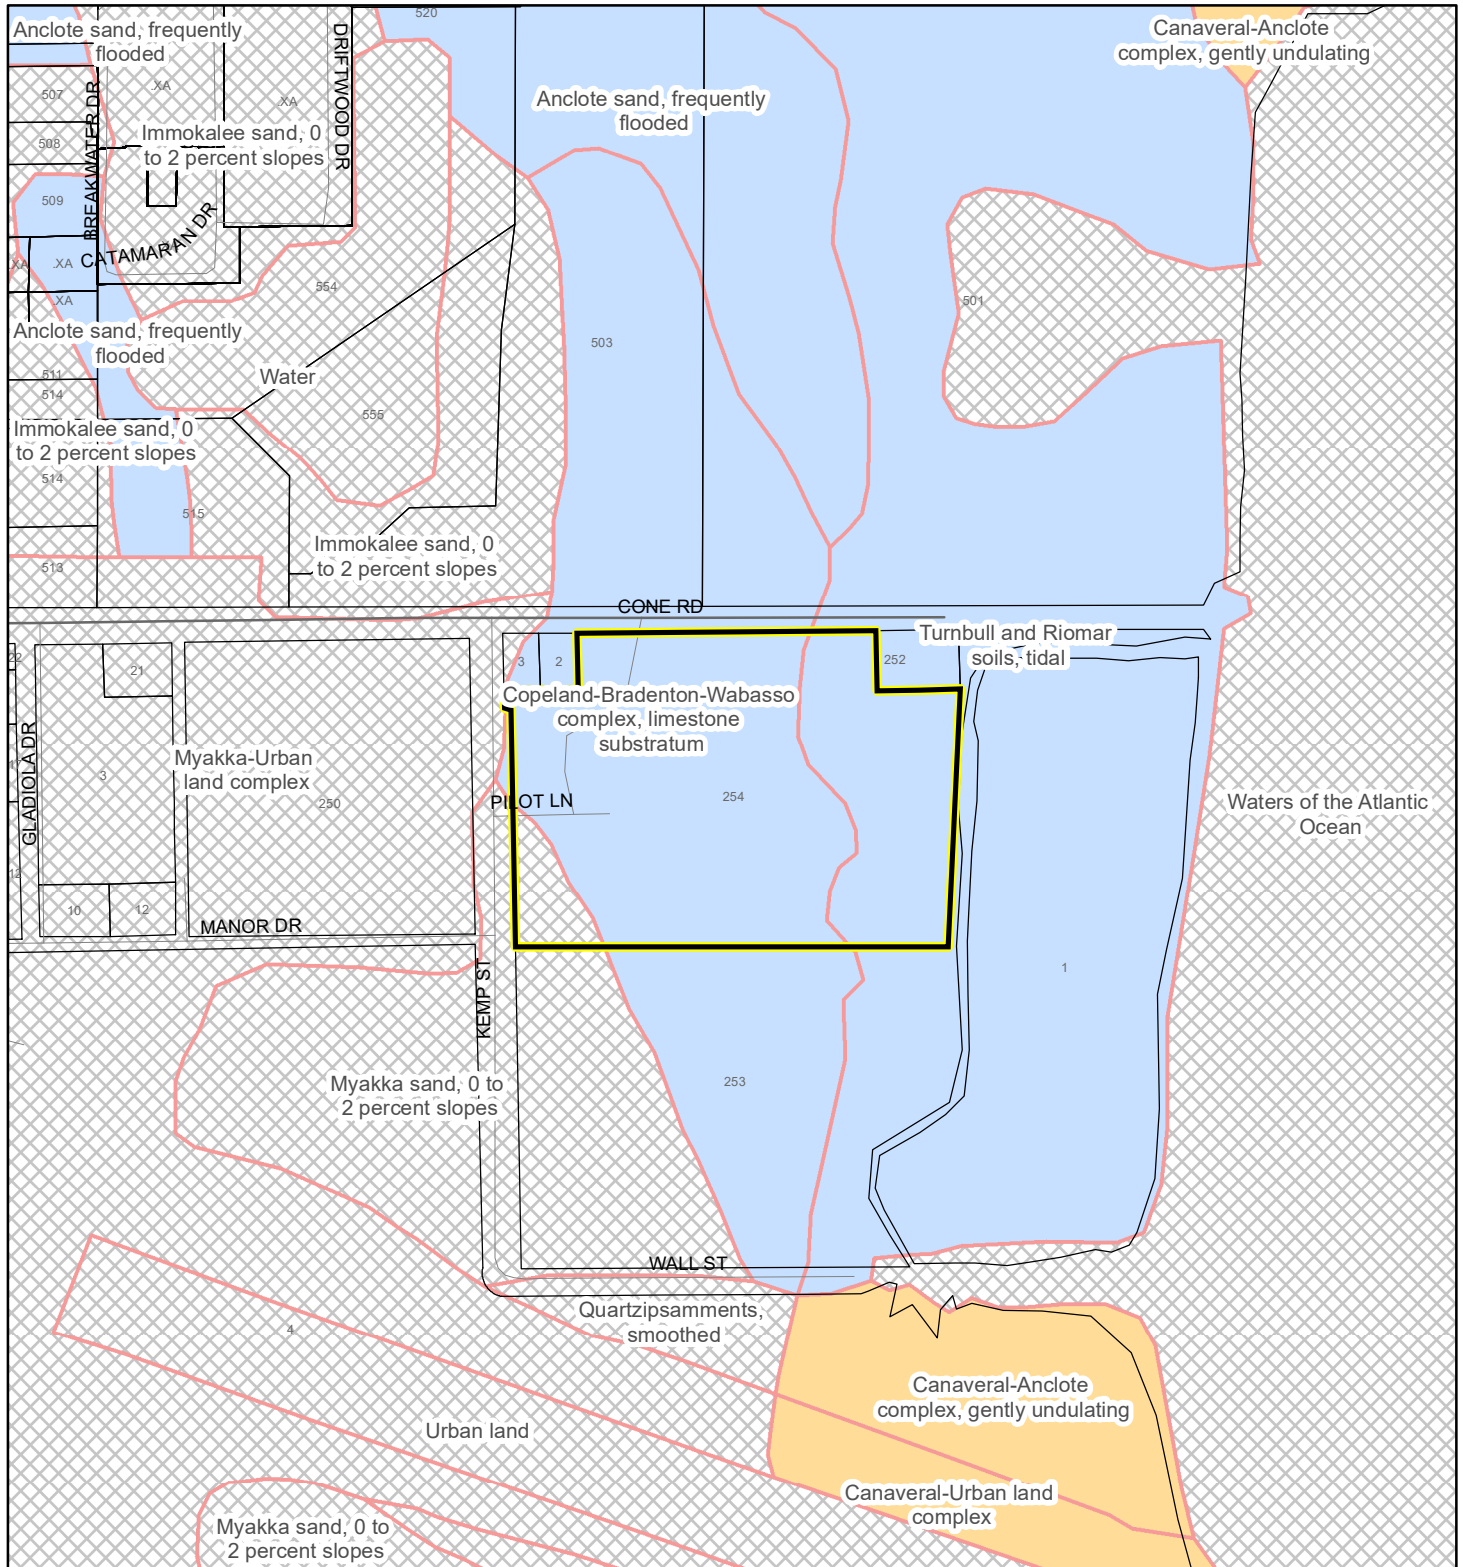 520
Anclote sand, frequently
flooded
DRIFTWOOD DR
Canaveral-Anclote
complex, gently undulating
507
.XA
.XA
Anclote sand, frequently
flooded
BREAKWATER DR
508
Immokalee sand, 0
to 2 percent slopes
509
CATAMARAN DR
XA
.XA
.XA
554
501
Anclote sand, frequently
flooded
503
511
514
Water
555
Immokalee sand, 0
to 2 percent slopes
514
515
Immokalee sand, 0
to 2 percent slopes
513
CONE RD
22
21
3
2
252
Turnbull and Riomar
soils, tidal
Copeland-Bradenton-Wabasso
complex, limestone
substratum
GLADIOLA DR
3
Myakka-Urban
land complex
250
PILOT LN
254
Waters of the Atlantic
Ocean
12
10
12
MANOR DR
KEMP ST
1
Myakka sand, 0 to
2 percent slopes
253
WALL ST
Quartzipsamments,
smoothed
4
Canaveral-Anclote
complex, gently undulating
Urban land
Canaveral-Urban land
complex
Myakka sand, 0 to
2 percent slopes